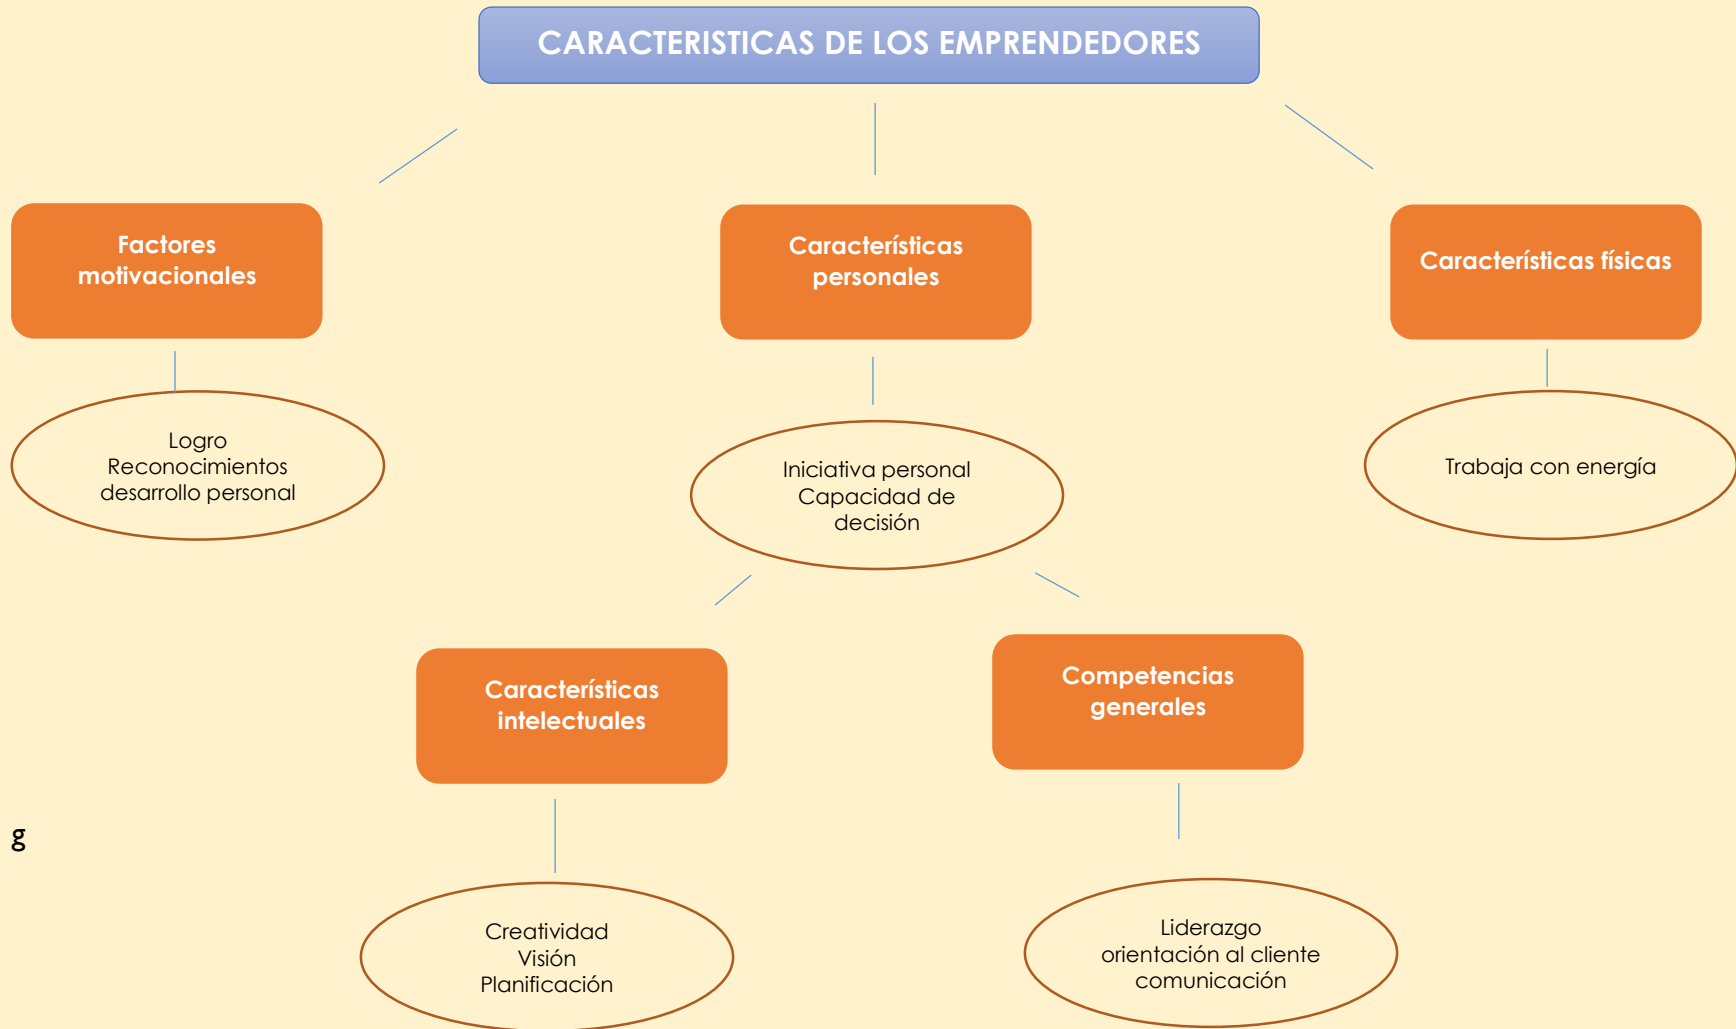 CARACTERISTICAS DE LOS EMPRENDEDORES
Factores
motivacionales
Características
personales
Características físicas
Logro
Reconocimientos
desarrollo personal
Iniciativa personal
Capacidad de
decisión
Trabaja con energía
Características
intelectuales
Competencias
generales
g
Creatividad
Visión
Planificación
Liderazgo
orientación al cliente
comunicación